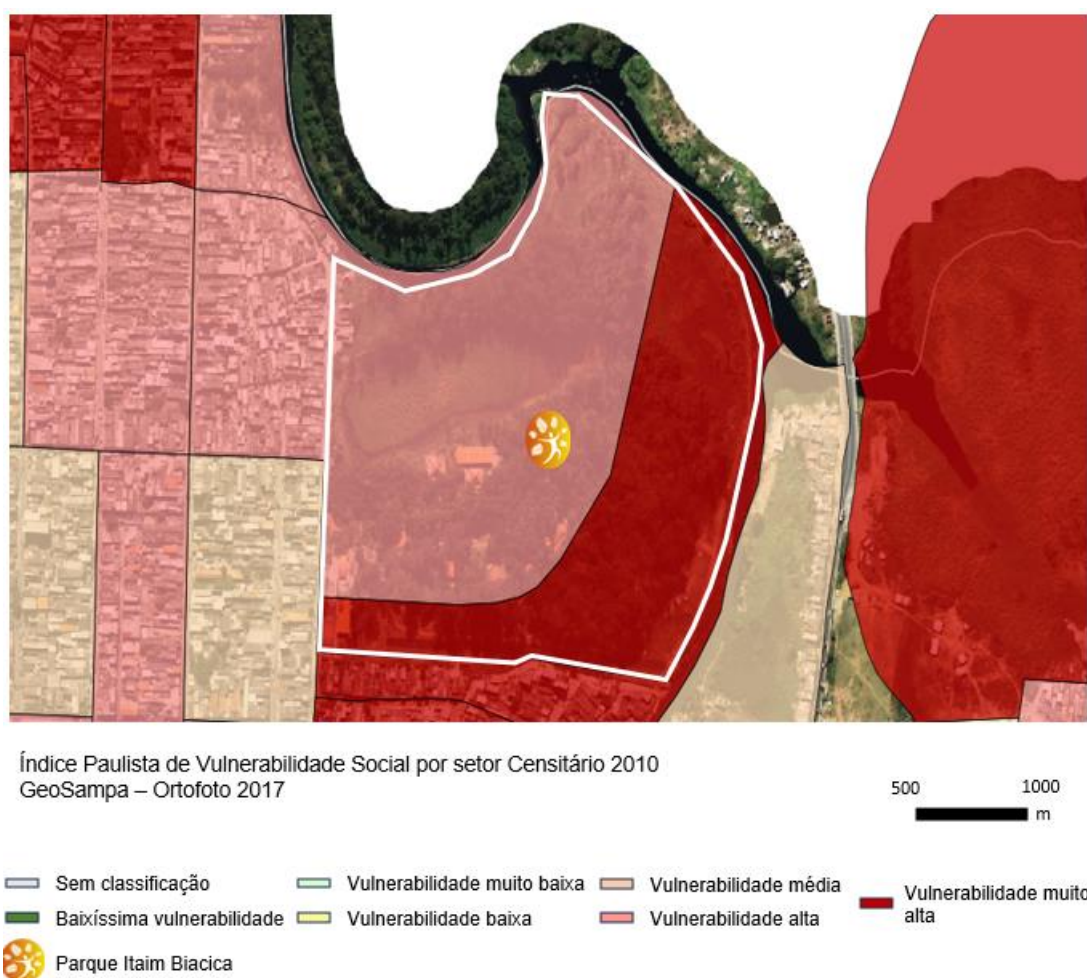 Índice Paulista de Vulnerabilidade Social por setor Censitário 2010
GeoSampa – Ortofoto 2017
500 1000
m
Sem classificação
Vulnerabilidade muito baixa
Vulnerabilidade média
Vulnerabilidade muito
alta
Baixíssima vulnerabilidade
Vulnerabilidade baixa
Vulnerabilidade alta
Parque Itaim Biacica